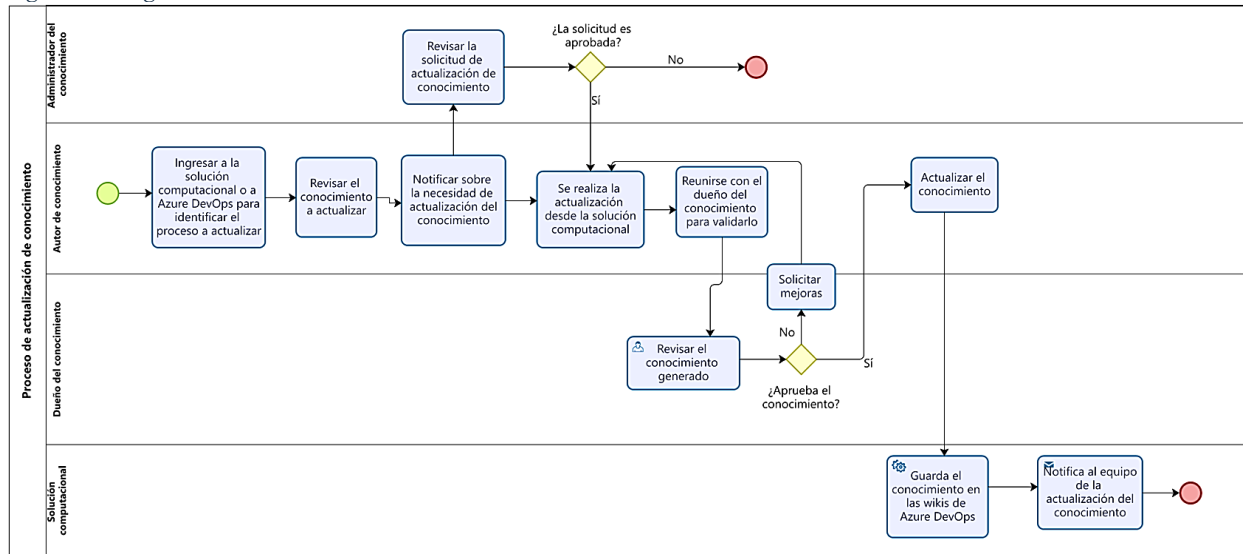 Proceso de actualización de conocimiento
Administrador del
conocimiento
Revisar la
solicitud de
actualización de
conocimiento
¿La solicitud es
aprobada?
No
Sí
Autor de conocimiento
Ingresar a la
solución
computacional o a
Azure DevOps para
identificar el
proceso a actualizar
Revisar el
conocimiento
a actualizar
Notificar sobre
la necesidad de
actualización del
conocimiento
Se realiza la
actualización
desde la solución
computacional
Reunirse con el
dueño del
conocimiento
para validarlo
Actualizar el
conocimiento
Dueño del conocimiento
Solicitar
mejoras
No
Revisar el
conocimiento
generado
Sí
¿Aprueba el
conocimiento?
Solución
computacional
Guarda el
conocimiento en
las wikis de
Azure DevOps
Notifica al equipo
de la
actualización del
conocimiento